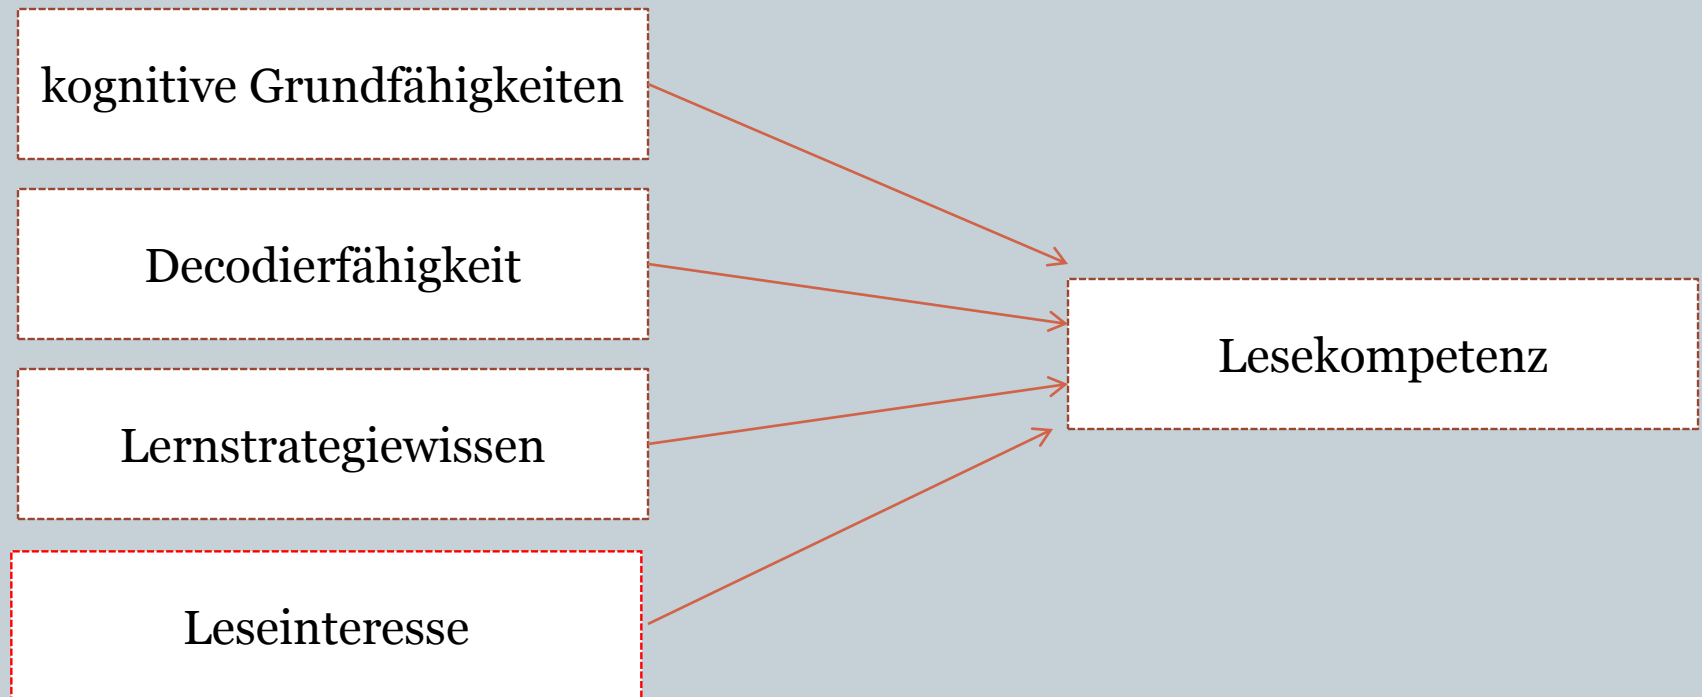 kognitive Grundfähigkeiten
Decodierfähigkeit
Lernstrategiewissen
Leseinteresse
Lesekompetenz